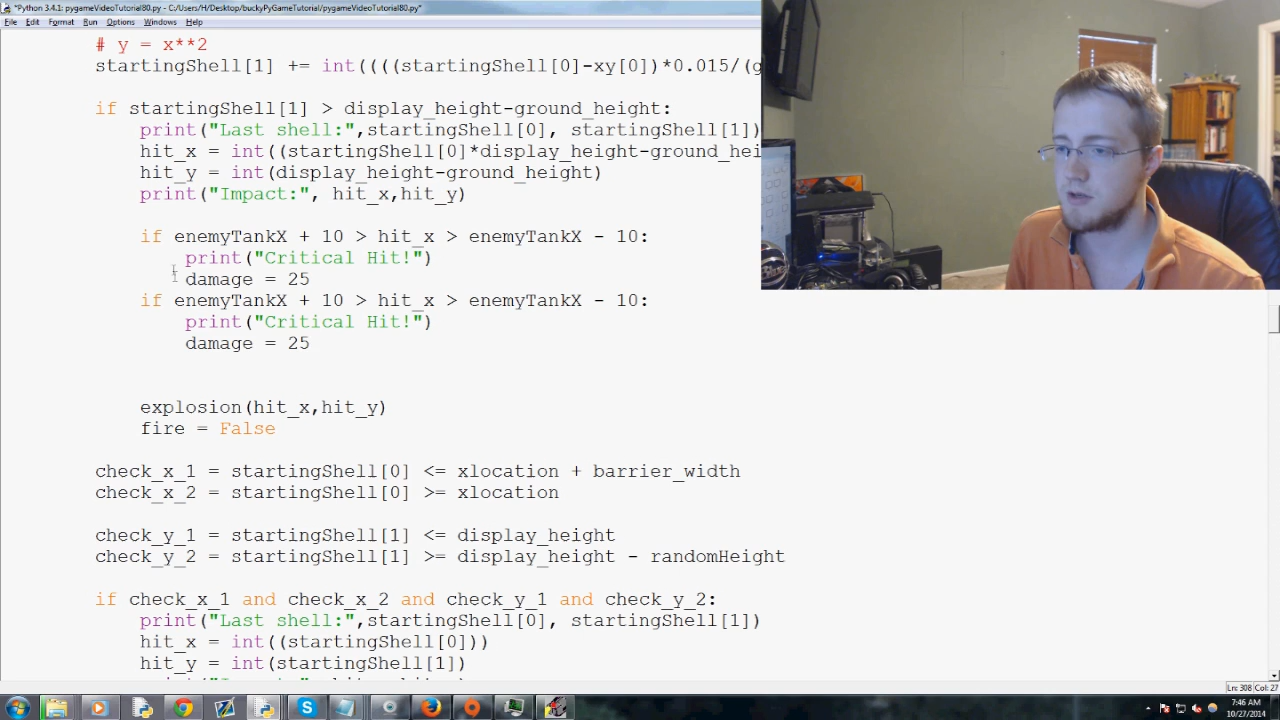 *Python 3.4.1: pygameVideoTutorial80.py - C:/Users/H/Desktop/buckyPyGameTutorial/pygameVideoTutorial80.py*
File Edit Format Run Options Windows Help
# y = x**2
startingShell[1] += int((((startingShell[0]-xy[0])*0.015/(g
if startingShell[1] > display_height-ground_height:
print("Last shell:",startingShell[0], startingShell[1])
hit_x = int((startingShell[0]*display_height-ground_hei
hit_y = int(display_height-ground_height)
print("Impact:", hit_x,hit_y)
if enemyTankX + 10 > hit_x > enemyTankX - 10:
print("Critical Hit!")
damage = 25
if enemyTankX + 10 > hit_x > enemyTankX - 10:
print("Critical Hit!")
damage = 25
explosion(hit_x,hit_y)
fire = False
check_x_1 = startingShell[0] <= xlocation + barrier_width
check_x_2 = startingShell[0] >= xlocation
check_y_1 = startingShell[1] <= display_height
check_y_2 = startingShell[1] >= display_height - randomHeight
if check_x_1 and check_x_2 and check_y_1 and check_y_2:
print("Last shell:",startingShell[0], startingShell[1])
hit_x = int((startingShell[0]))
hit_y = int(startingShell[1])
Ln: 308 Col: 27
7:46 AM
10/27/2014